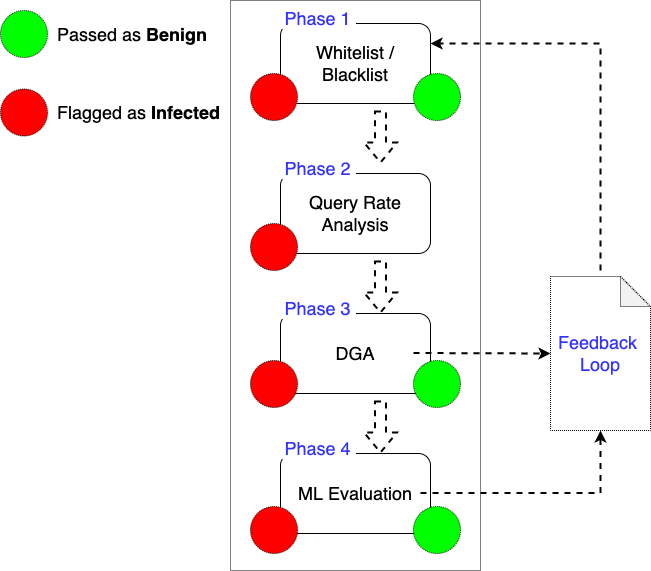 Passed as Benign
Flagged as Infected
Phase 1
Whitelist /
Blacklist
Phase 2
Query Rate
Analysis
Phase 3
DGA
Phase 4
ML Evaluation
Feedback
Loop